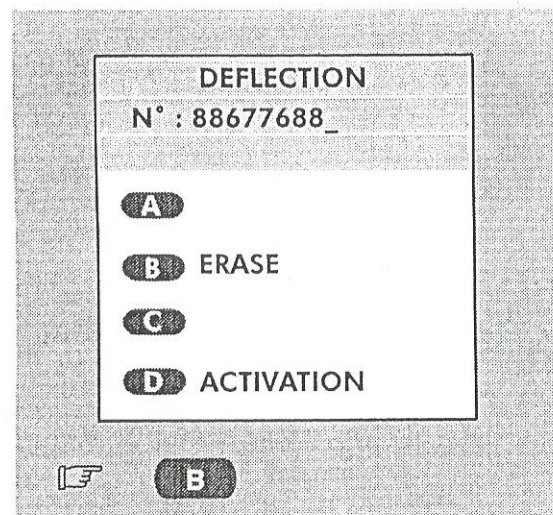 DEFLECTION
N° : 88677688_
A
B ERASE
C
D ACTIVATION
B